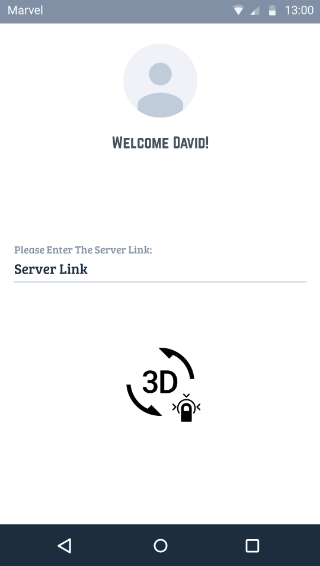 Marvel
13:00
Welcome David!
Please Enter The Server Link:
Server Link
3D